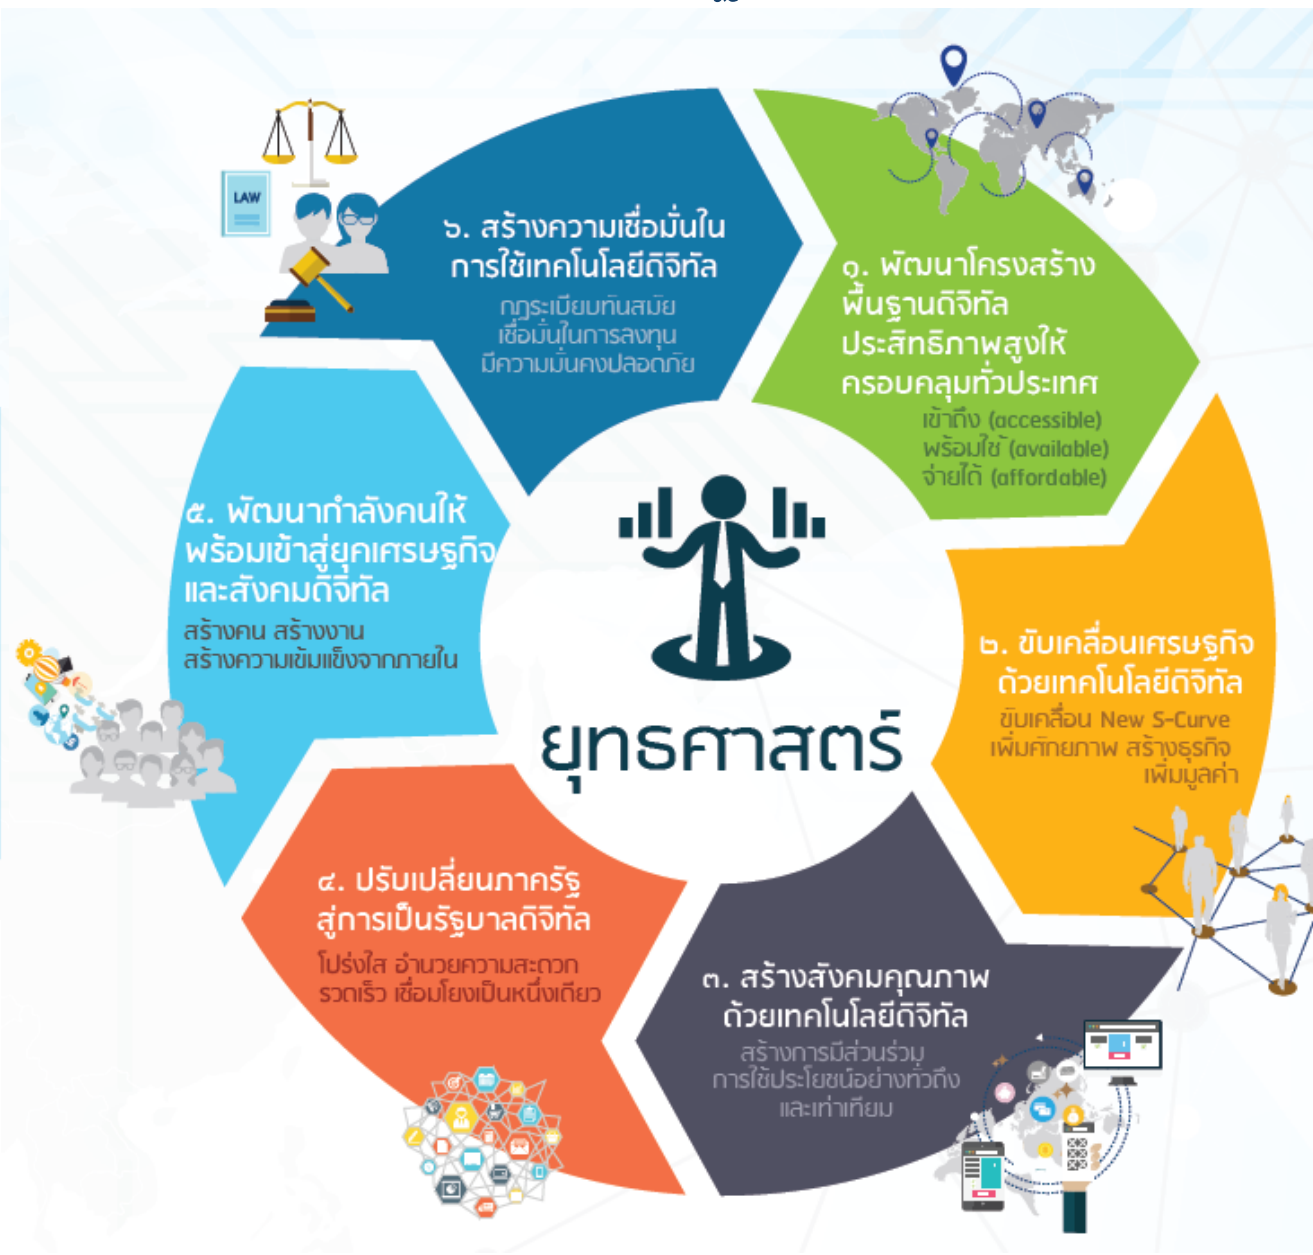 ๑. พัฒนาโครงสร้าง
พื้นฐานดิจิทัล
ประสิทธิภาพสูงให้
ครอบคลุมทั่วประเทศ
เข้าถึง (accessible)
พร้อมใช้ (available)
จ่ายได้ (affordable)
๒. ขับเคลื่อนเศรษฐกิจ
ด้วยเทคโนโลยีดิจิทัล
ขับเคลื่อน New S-Curve
เพิ่มศักยภาพ สร้างธุรกิจ
เพิ่มมูลค่า
๓. สร้างสังคมคุณภาพ
ด้วยเทคโนโลยีดิจิทัล
สร้างการมีส่วนร่วม
การใช้ประโยชน์อย่างทั่วถึง
และเท่าเทียม
๔. ปรับเปลี่ยนภาครัฐ
สู่การเป็นรัฐบาลดิจิทัล
โปร่งใส อำนวยความสะดวก
รวดเร็ว เชื่อมโยงเป็นหนึ่งเดียว
๕. พัฒนากำลังคนให้
พร้อมเข้าสู่ยุคเศรษฐกิจ
และสังคมดิจิทัล
สร้างคน สร้างงาน
สร้างความเข้มแข็งจากภายใน
๖. สร้างความเชื่อมั่นใน
การใช้เทคโนโลยีดิจิทัล
กฎระเบียบทันสมัย
เชื่อมั่นในการลงทุน
มีความมั่นคงปลอดภัย
LAW
ยุทธศาสตร์